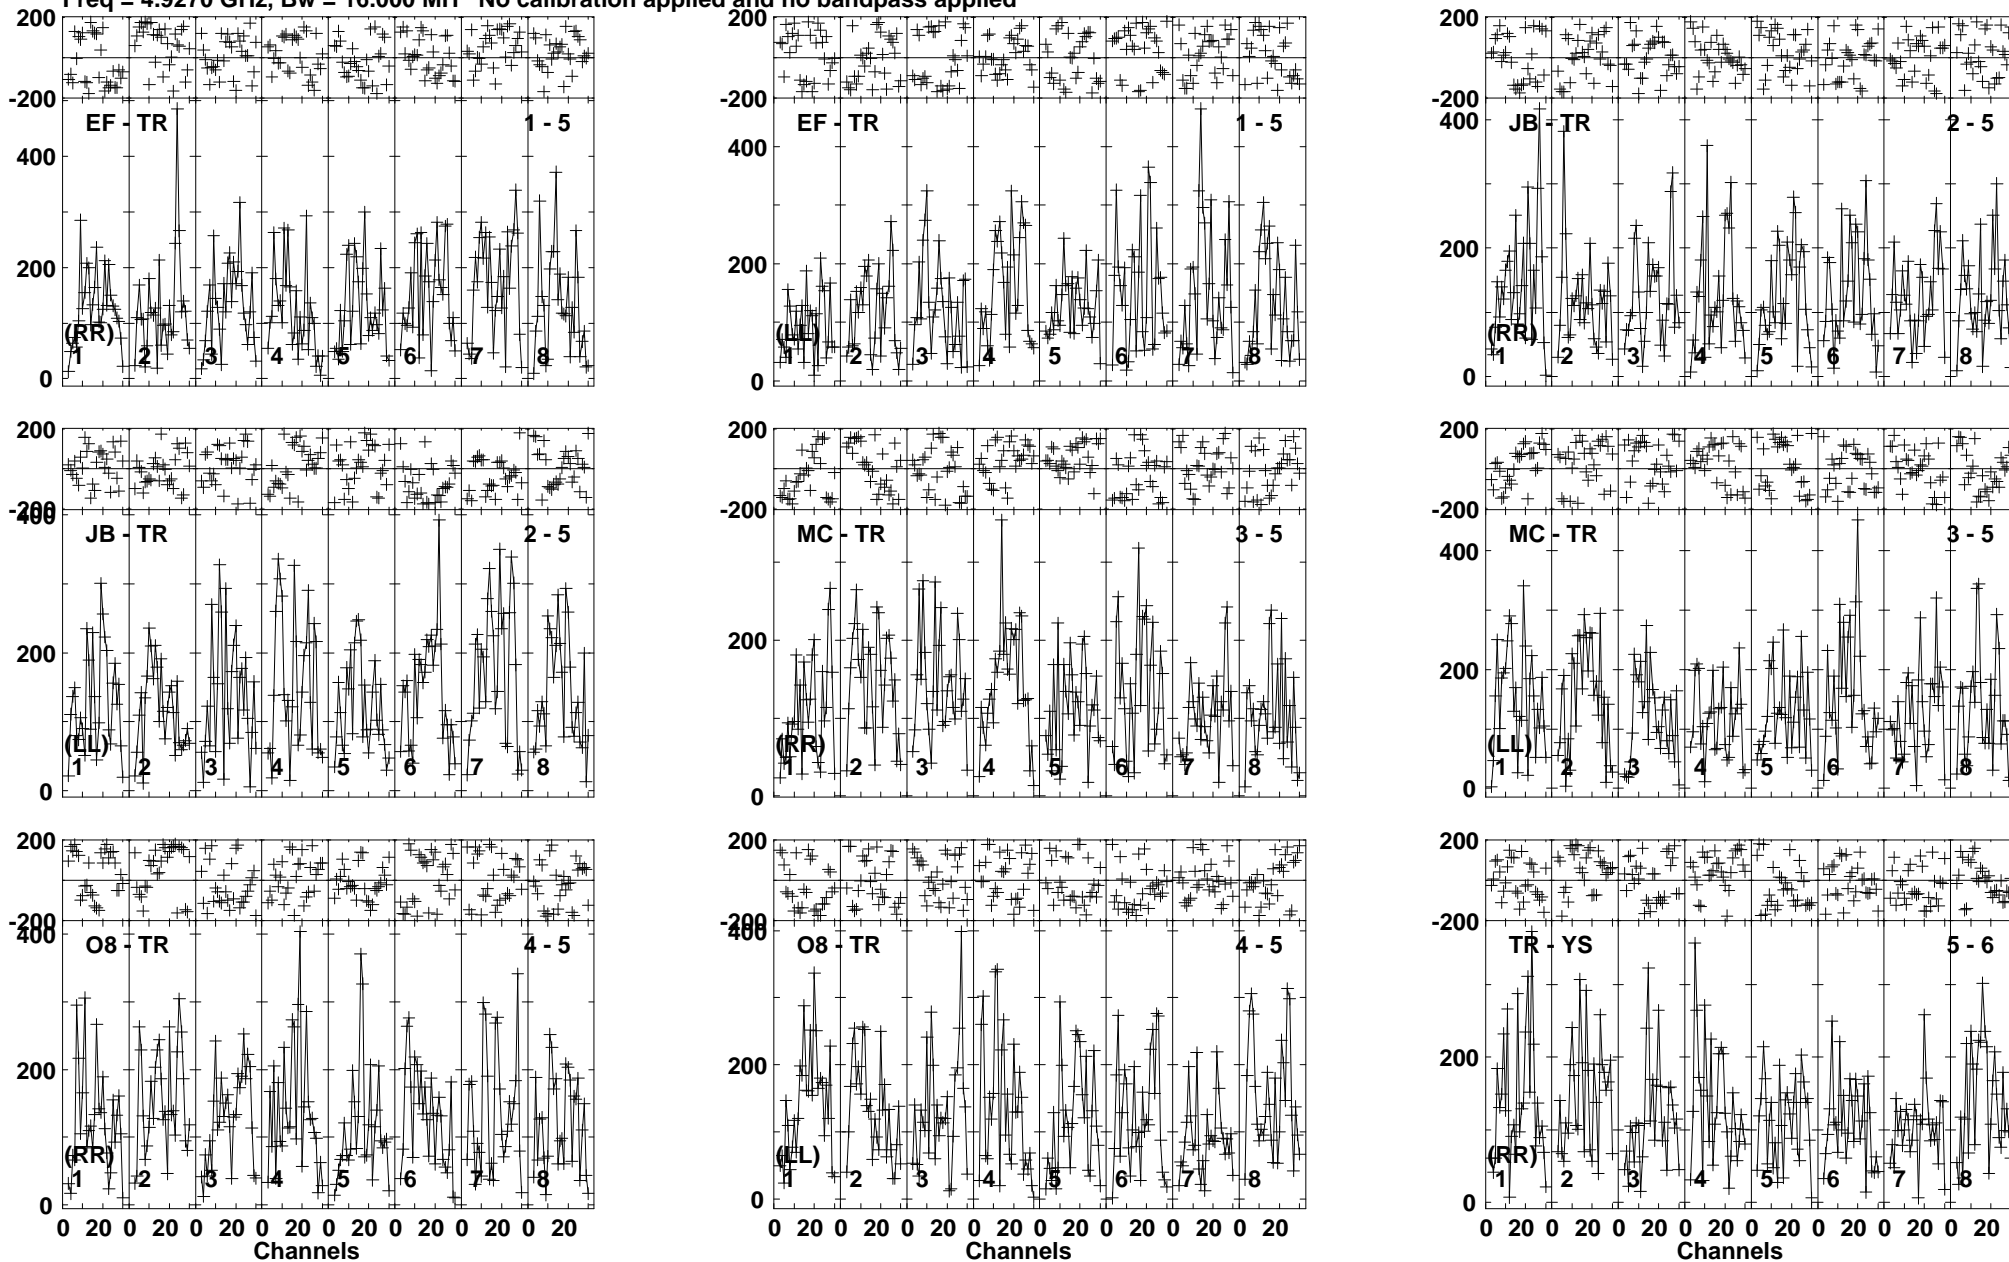 Freq = 4.9270 GHz, Bw = 16.000 MH No calibration applied and no bandpass applied
200 200 200
-200 -200 -200
EF - TR 1 - 5 EF - TR 1 - 5 JB - TR 2 - 5
400 400 400
200 200 200
(RR) (LL) (RR)
1 2 3 4 5 6 7 8 1 2 3 4 5 6 7 8 1 2 3 4 5 6 7 8
0 0 0
200 200 200
-200 -200 -200
400
JB - TR 2 - 5 MC - TR 3 - 5 MC - TR 3 - 5
400
200 200 200
(LL) (RR) (LL)
1 2 3 4 5 6 7 8 1 2 3 4 5 6 7 8 1 2 3 4 5 6 7 8
0 0 0
200 200 200
-200 -200 -200
400 400
O8 - TR 4 - 5 O8 - TR 4 - 5 TR - YS 5 - 6
200 200 200
(RR) (LL) (RR)
1 2 3 4 5 6 7 8 1 2 3 4 5 6 7 8 1 2 3 4 5 6 7 8
0 0 0
0 20 0 20 0 20 0 20 0 20 0 20 0 20 0 20 0 20 0 20 0 20 0 20 0 20 0 20 0 20 0 20 0 20 0 20 0 20 0 20 0 20 0 20 0 20 0 20
Channels Channels Channels